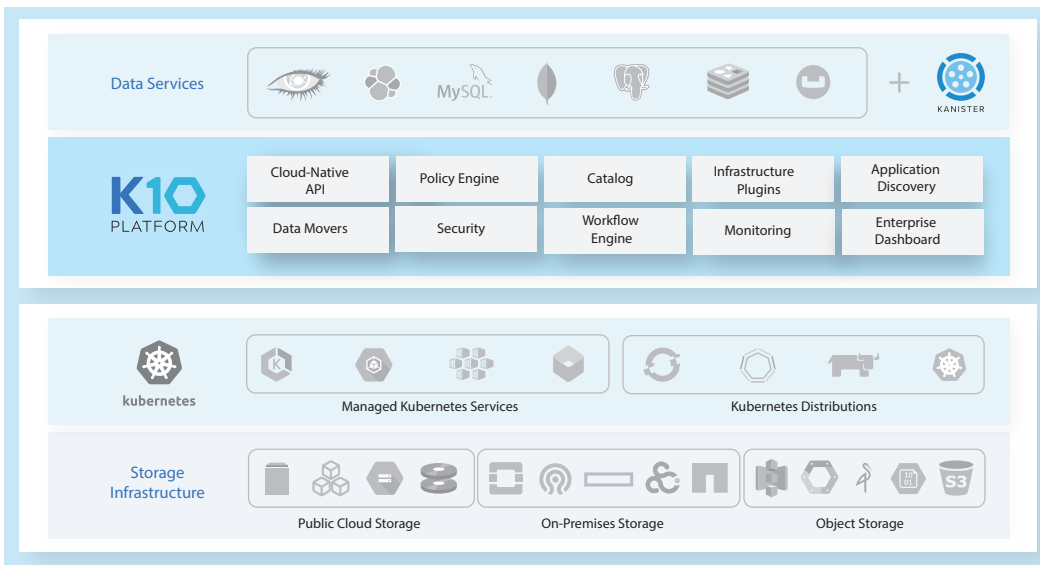 Data Services
MySQL
+
KANISTER
K10
PLATFORM
Cloud-Native
API
Policy Engine
Catalog
Infrastructure
Plugins
Application
Discovery
Data Movers
Security
Workflow
Engine
Monitoring
Enterprise
Dashboard
kubernetes
K
Managed Kubernetes Services
Kubernetes Distributions
Storage
Infrastructure
10
01
S3
Public Cloud Storage
On-Premises Storage
Object Storage